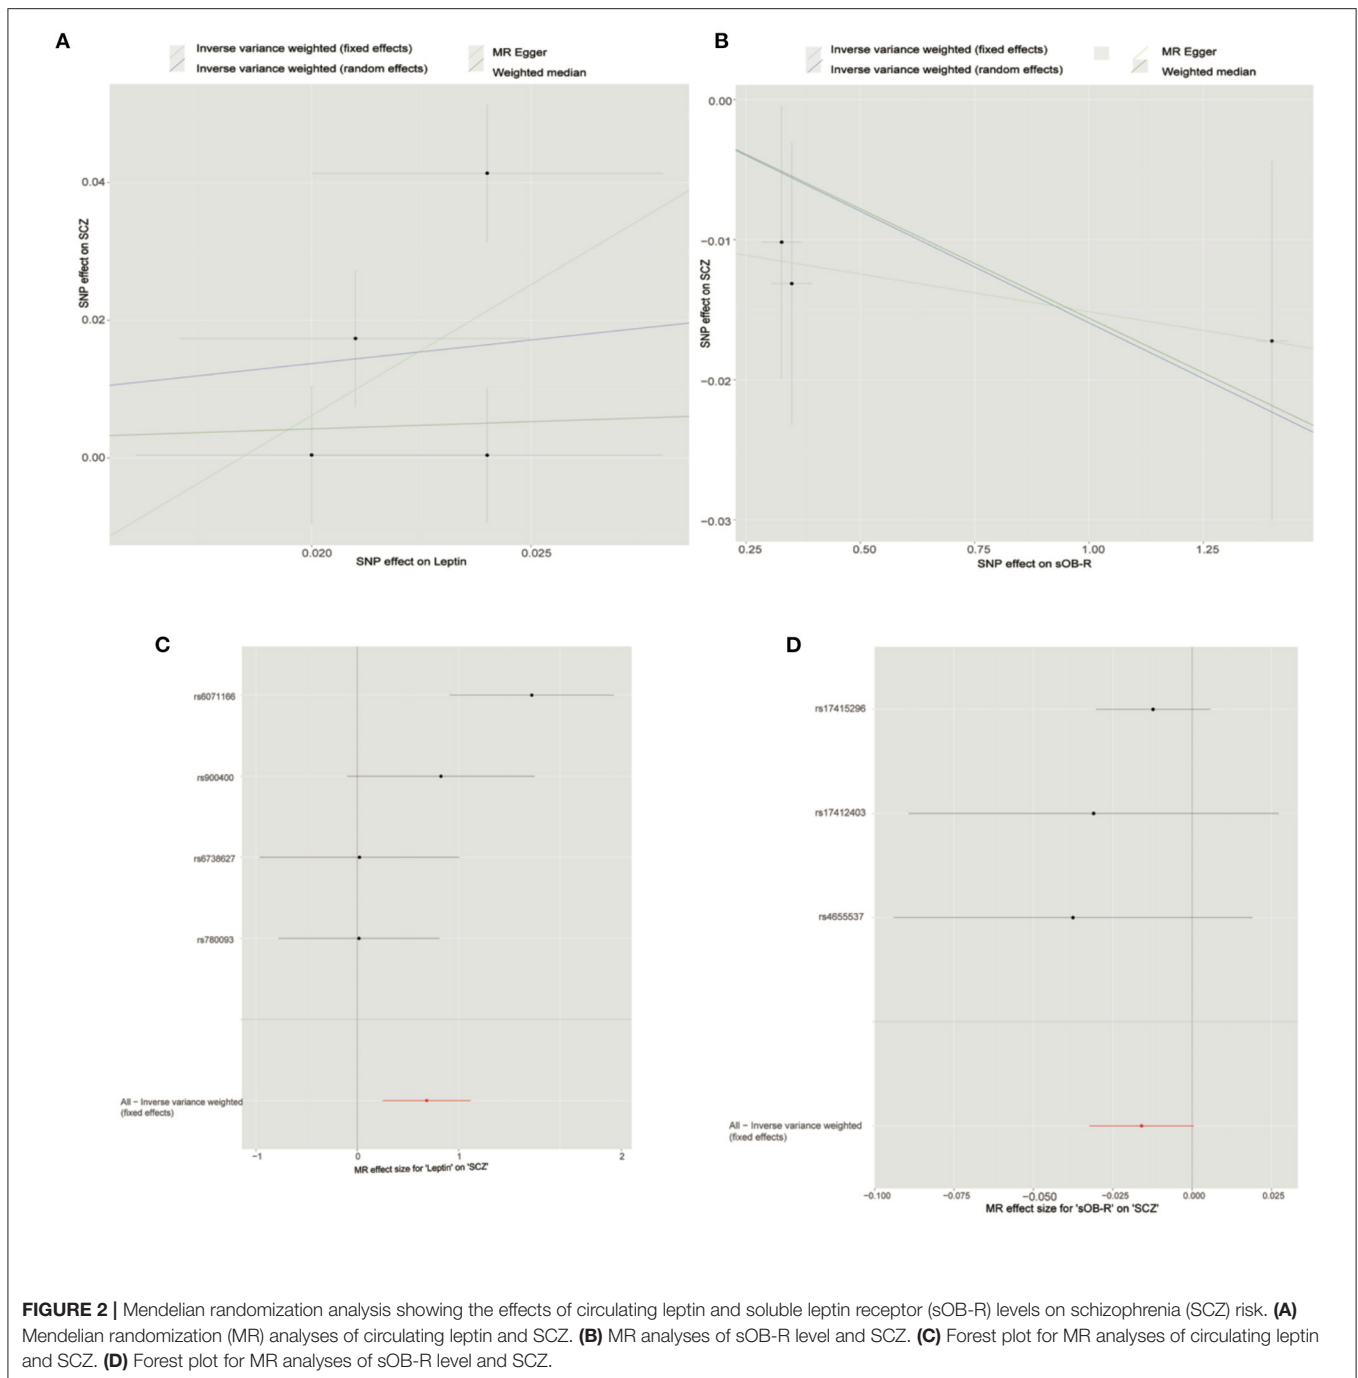 A
Inverse variance weighted (fixed effects)
Inverse variance weighted (random effects)
MR Egger
Weighted median
SNP effect on SCZ
0.04
0.02
0.00
0.020
0.025
SNP effect on Leptin
B
Inverse variance weighted (fixed effects)
Inverse variance weighted (random effects)
MR Egger
Weighted median
SNP effect on SCZ
0.00
−0.01
−0.02
−0.03
0.25
0.50
0.75
1.00
1.25
SNP effect on sOB-R
C
rs6071166
rs900400
rs6738627
rs780093
All − Inverse variance weighted
(fixed effects)
−1
0
1
2
MR effect size for 'Leptin' on 'SCZ'
D
rs17415296
rs17412403
rs4655537
All − Inverse variance weighted
(fixed effects)
−0.100
−0.075
−0.050
−0.025
0.000
0.025
MR effect size for 'sOB-R' on 'SCZ'
FIGURE 2 | Mendelian randomization analysis showing the effects of circulating leptin and soluble leptin receptor (sOB-R) levels on schizophrenia (SCZ) risk. (A)
Mendelian randomization (MR) analyses of circulating leptin and SCZ. (B) MR analyses of sOB-R level and SCZ. (C) Forest plot for MR analyses of circulating leptin
and SCZ. (D) Forest plot for MR analyses of sOB-R level and SCZ.